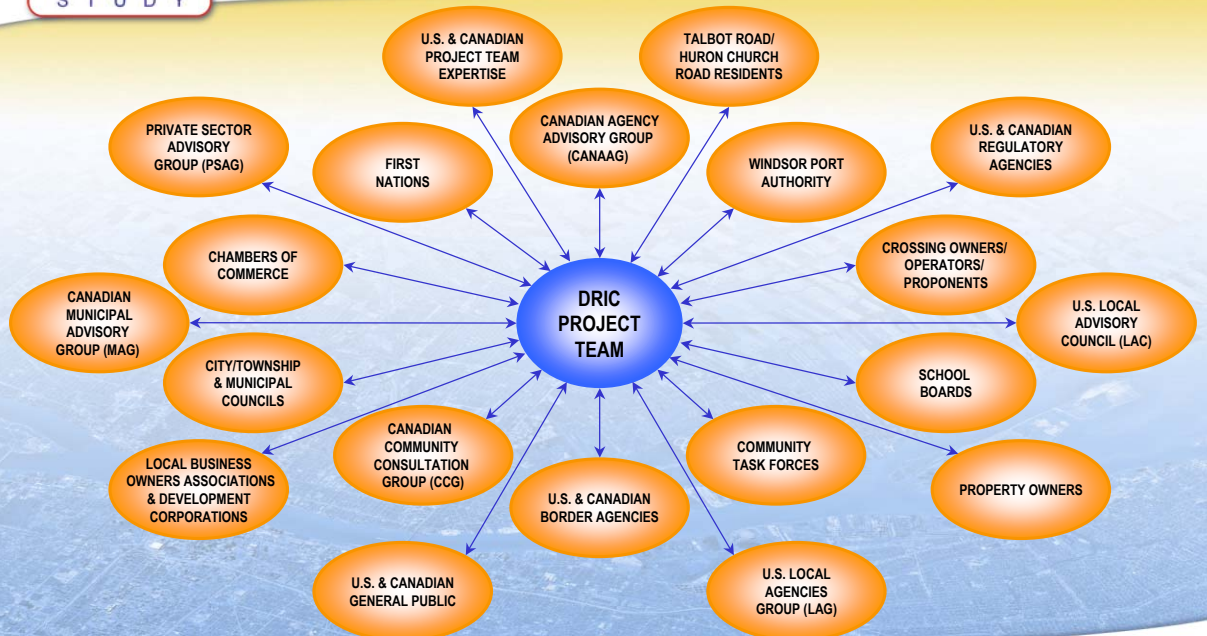 STUDY
U.S. & CANADIAN
PROJECT TEAM
EXPERTISE
TALBOT ROAD/
HURON CHURCH
ROAD RESIDENTS
CANADIAN AGENCY
ADVISORY GROUP
(CANAAG)
PRIVATE SECTOR
ADVISORY
GROUP (PSAG)
U.S. & CANADIAN
REGULATORY
AGENCIES
FIRST
NATIONS
WINDSOR PORT
AUTHORITY
CHAMBERS OF
COMMERCE
CROSSING OWNERS/
OPERATORS/
PROPONENTS
CANADIAN
MUNICIPAL
ADVISORY
GROUP (MAG)
DRIC
PROJECT
TEAM
U.S. LOCAL
ADVISORY
COUNCIL (LAC)
CITY/TOWNSHIP
& MUNICIPAL
COUNCILS
SCHOOL
BOARDS
CANADIAN
COMMUNITY
CONSULTATION
GROUP (CCG)
COMMUNITY
TASK FORCES
LOCAL BUSINESS
OWNERS ASSOCIATIONS
& DEVELOPMENT
CORPORATIONS
U.S. & CANADIAN
BORDER AGENCIES
PROPERTY OWNERS
U.S. & CANADIAN
GENERAL PUBLIC
U.S. LOCAL
AGENCIES
GROUP (LAG)